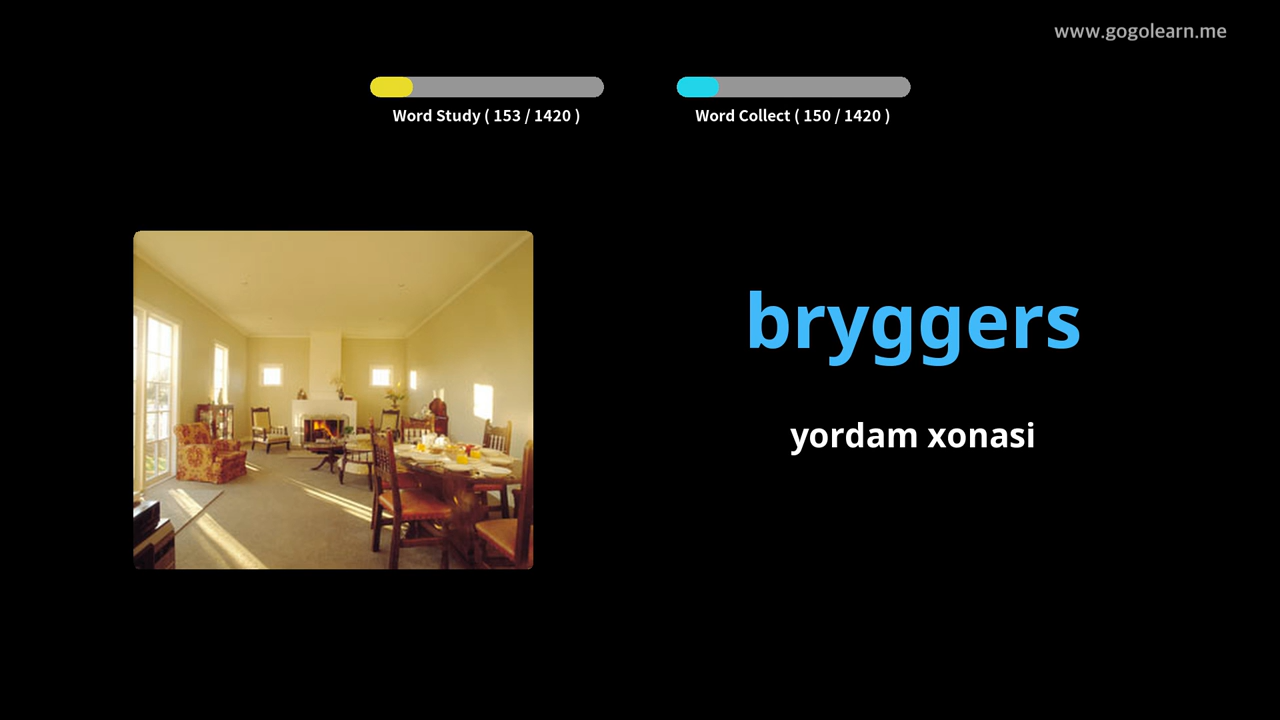 www.gogolearn.me
Word Study ( 153 / 1420 )
Word Collect ( 150 / 1420 )
bryggers
yordam xonasi